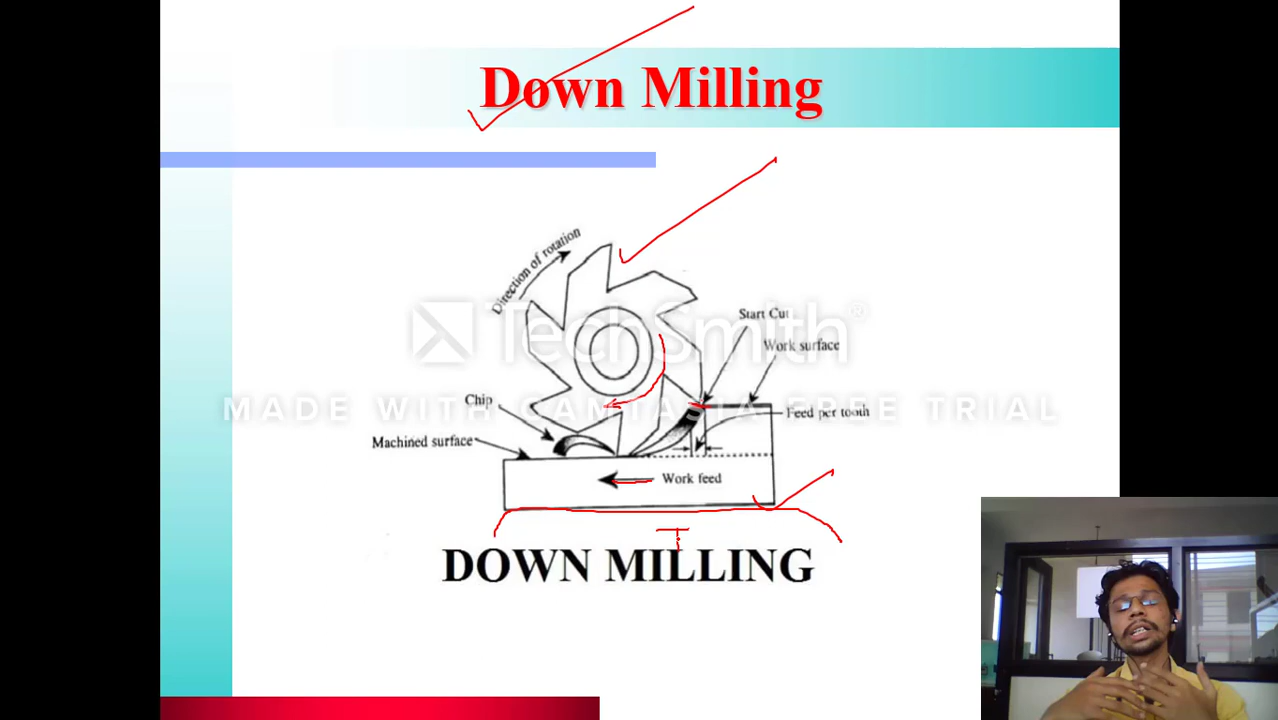 Down Milling
Direction of rotation
Start Cut
Work surface
TechSmith®
Chip
MADE WITH CAMTASIA FREE TRIAL
Feed per tooth
Machined surface
Work feed
T
DOWN MILLING